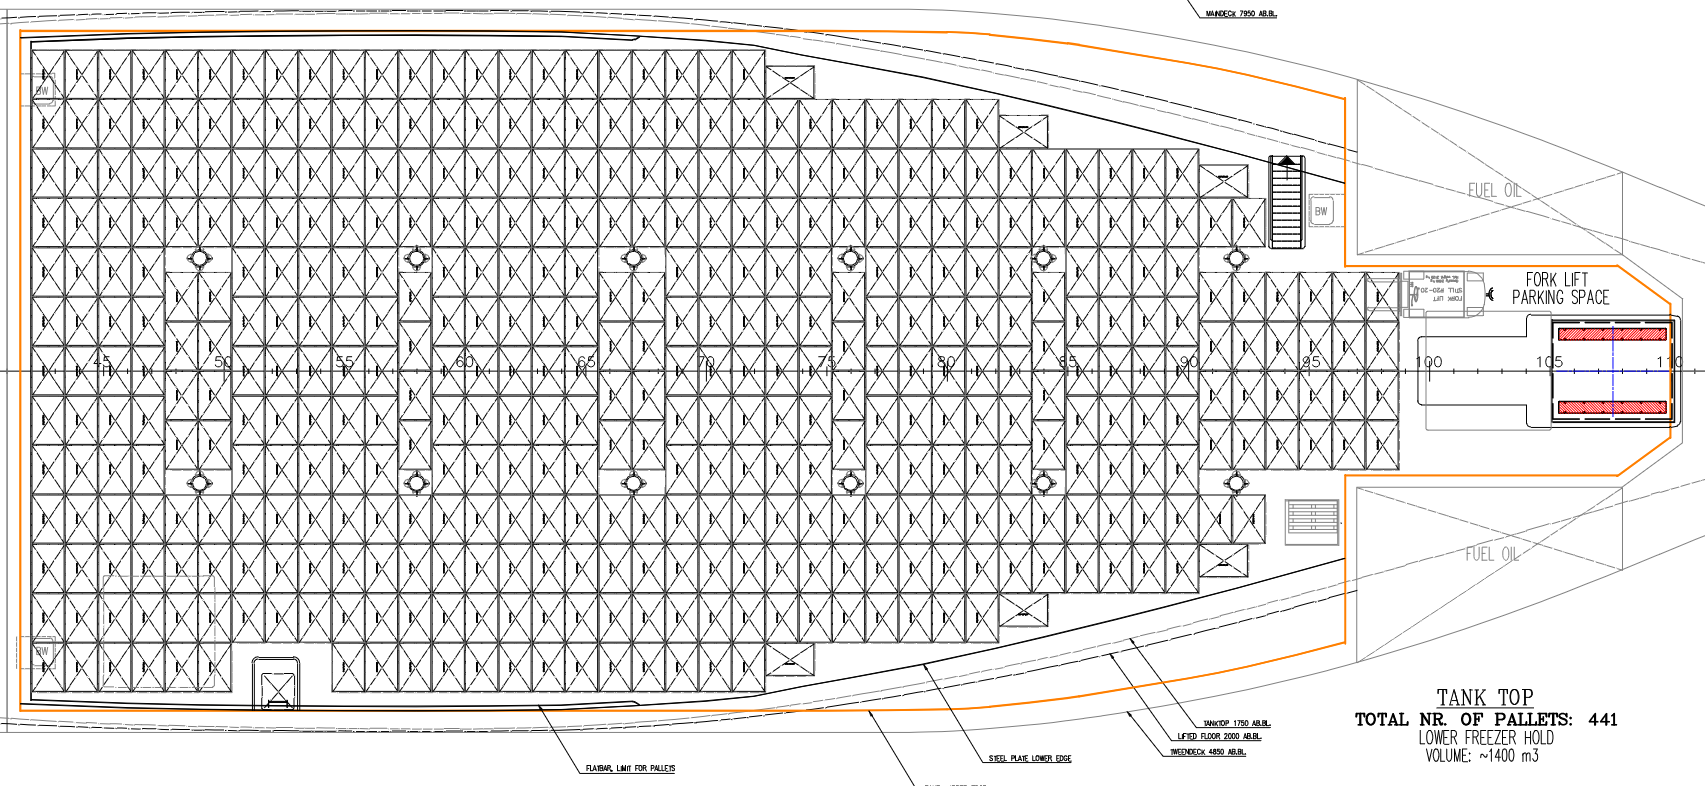 MAINDECK 7950 AB.BL.
BW
FUEL OIL
BW
FORK LIFT
PARKING SPACE
FORK LIFT
STILL R20-20
45 50 55 60 65 70 75 80 85 90 95 100 105 110
FUEL OIL
BW
TANK TOP
TOTAL NR. OF PALLETS: 441
LOWER FREEZER HOLD
VOLUME: ~1400 m3
TANKTOP 1750 AB.BL.
LIFTED FLOOR 2000 AB.BL.
TWEENDECK 4850 AB.BL.
STEEL PLATE LOWER EDGE
FLATBAR, LIMIT FOR PALLETS